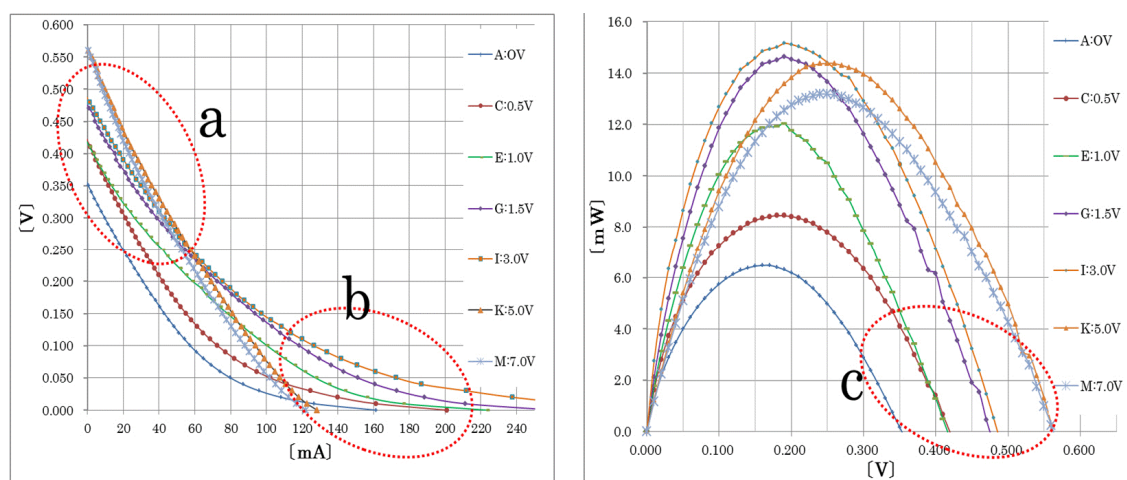 0.600
0.550
0.500
0.450
0.400
0.350
0.300
0.250
0.200
0.150
0.100
0.050
0.000
[V]
0 20 40 60 80 100 120 140 160 180 200 220 240
[mA]
a
b
A:0V
C:0.5V
E:1.0V
G:1.5V
I:3.0V
K:5.0V
M:7.0V
16.0
14.0
12.0
10.0
8.0
6.0
4.0
2.0
0.0
[mW]
0.000 0.100 0.200 0.300 0.400 0.500 0.600
[V]
c
A:0V
C:0.5V
E:1.0V
G:1.5V
I:3.0V
K:5.0V
M:7.0V